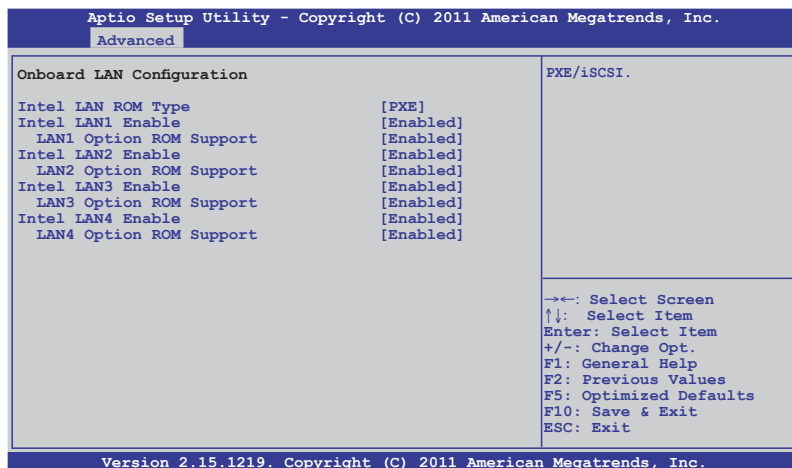 Aptio Setup Utility - Copyright (C) 2011 American Megatrends, Inc.
Advanced
Onboard LAN Configuration
Intel LAN ROM Type [PXE]
Intel LAN1 Enable [Enabled]
LAN1 Option ROM Support [Enabled]
Intel LAN2 Enable [Enabled]
LAN2 Option ROM Support [Enabled]
Intel LAN3 Enable [Enabled]
LAN3 Option ROM Support [Enabled]
Intel LAN4 Enable [Enabled]
LAN4 Option ROM Support [Enabled]
PXE/iSCSI.
→←: Select Screen
↑↓: Select Item
Enter: Select Item
+/-: Change Opt.
F1: General Help
F2: Previous Values
F5: Optimized Defaults
F10: Save & Exit
ESC: Exit
Version 2.15.1219. Copyright (C) 2011 American Megatrends, Inc.